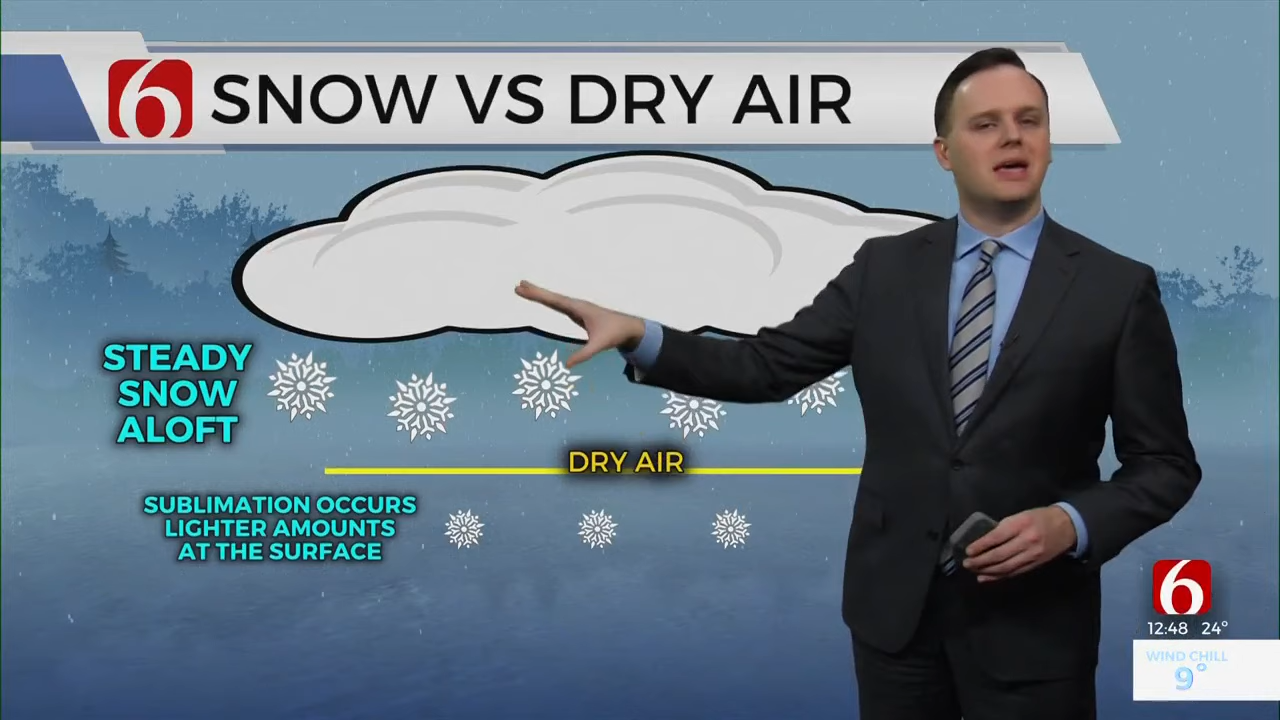 6 SNOW VS DRY AIR
STEADY
SNOW
ALOFT
DRY AIR
SUBLIMATION OCCURS
LIGHTER AMOUNTS
AT THE SURFACE
6
12:48 24°
WIND CHILL
9°